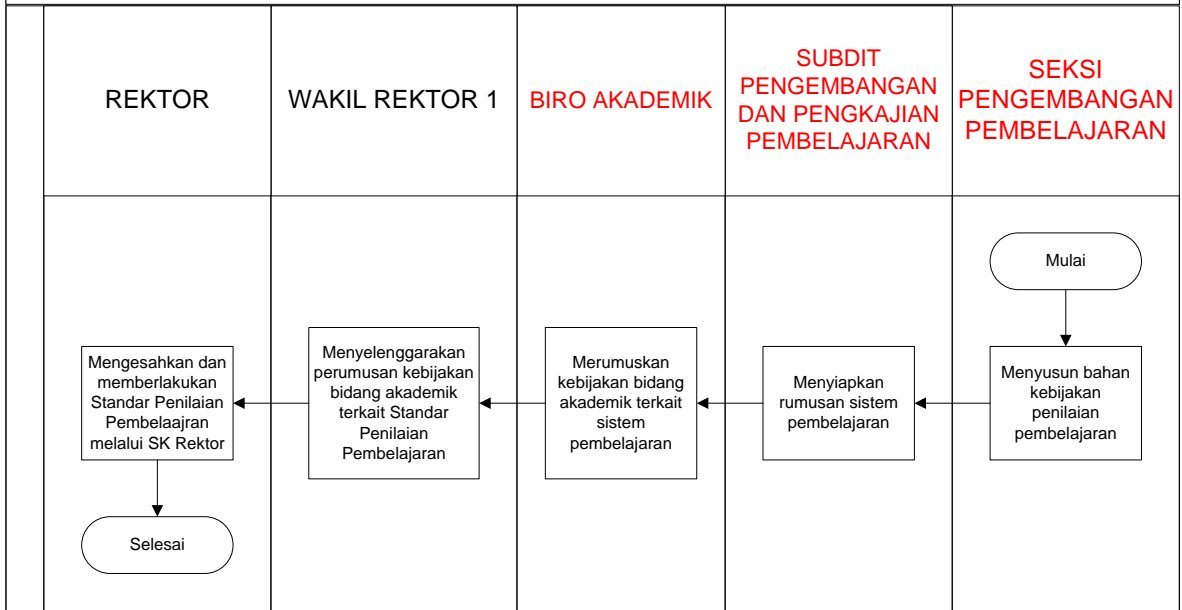 REKTOR
WAKIL REKTOR 1
BIRO AKADEMIK
SUBDIT
PENGEMBANGAN
DAN PENGKAJIAN
PEMBELAJARAN
SEKSI
PENGEMBANGAN
PEMBELAJARAN
Mulai
Menyusun bahan
kebijakan
penilaian
pembelajaran
Menyiapkan
rumusan sistem
pembelajaran
Merumuskan
kebijakan bidang
akademik terkait
sistem
pembelajaran
Menyelenggarakan
perumusan kebijakan
bidang akademik
terkait Standar
Penilaian
Pembelajaran
Mengesahkan dan
memberlakukan
Standar Penilaian
Pembelaajran
melalui SK Rektor
Selesai